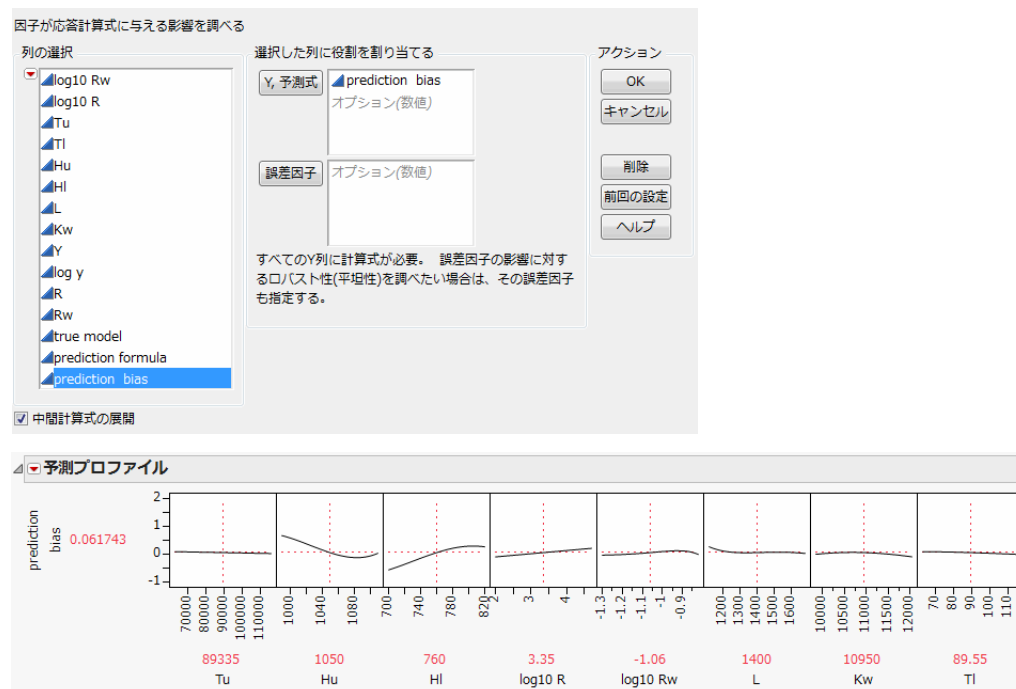 因子が応答計算式に与える影響を調べる
列の選択
log10 Rw
log10 R
Tu
Tl
Hu
Hl
L
Kw
Y
log y
R
Rw
true model
prediction formula
prediction bias
中間計算式の展開
選択した列に役割を割り当てる
Y, 予測式
prediction bias
オプション(数値)
誤差因子
オプション(数値)
すべてのY列に計算式が必要。 誤差因子の影響に対す
るロバスト性(平坦性)を調べたい場合は、その誤差因子
も指定する。
アクション
OK
キャンセル
削除
前回の設定
ヘルプ
予測プロファイル
prediction
bias
0.061743
2
1
0
-1
70000 80000 90000 100000 110000
1000 1040 1080
700 740 780 820
2 3 4
-1.3 -1.2 -1.1 -1 -0.9
1200 1300 1400 1500 1600
10000 10500 11000 11500 12000
70 80 90 100 110
89335 1050 760 3.35 -1.06 1400 10950 89.55
Tu Hu Hl log10 R log10 Rw L Kw Tl